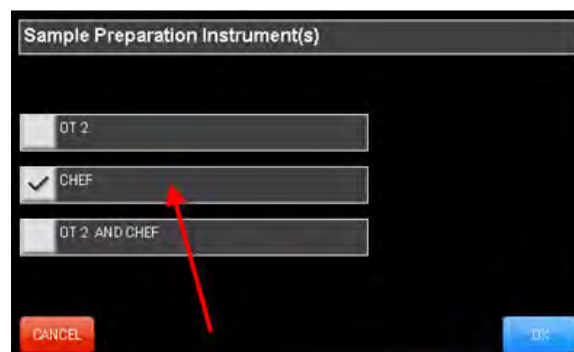 Sample Preparation Instrument(s)
OT 2
CHEF
OT 2 AND CHEF
CANCEL
OK